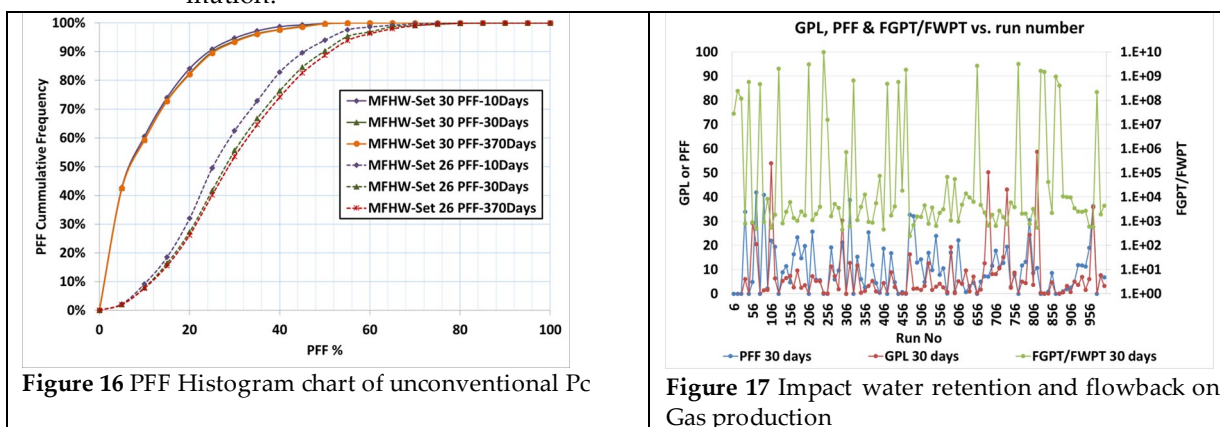 mation.
100%
90%
80%
70%
60%
50%
40%
30%
20%
10%
0%
PFF Cummulative Frequency
MFHW-Set 30 PFF-10Days
MFHW-Set 30 PFF-30Days
MFHW-Set 30 PFF-370Days
MFHW-Set 26 PFF-10Days
MFHW-Set 26 PFF-30Days
MFHW-Set 26 PFF-370Days
0 20 40 60 80 100
PFF %
Figure 16 PFF Histogram chart of unconventional Pc
GPL, PFF & FGPT/FWPT vs. run number
100
90
80
70
60
50
40
30
20
10
0
GPL or PFF
1.E+10
1.E+09
1.E+08
1.E+07
1.E+06
1.E+05
1.E+04
1.E+03
1.E+02
1.E+01
1.E+00
FGPT/FWPT
6 56 106 156 206 256 306 356 406 456 506 556 606 656 706 756 806 856 906 956
Run No
PFF 30 days GPL 30 days FGPT/FWPT 30 days
Figure 17 Impact water retention and flowback on
Gas production